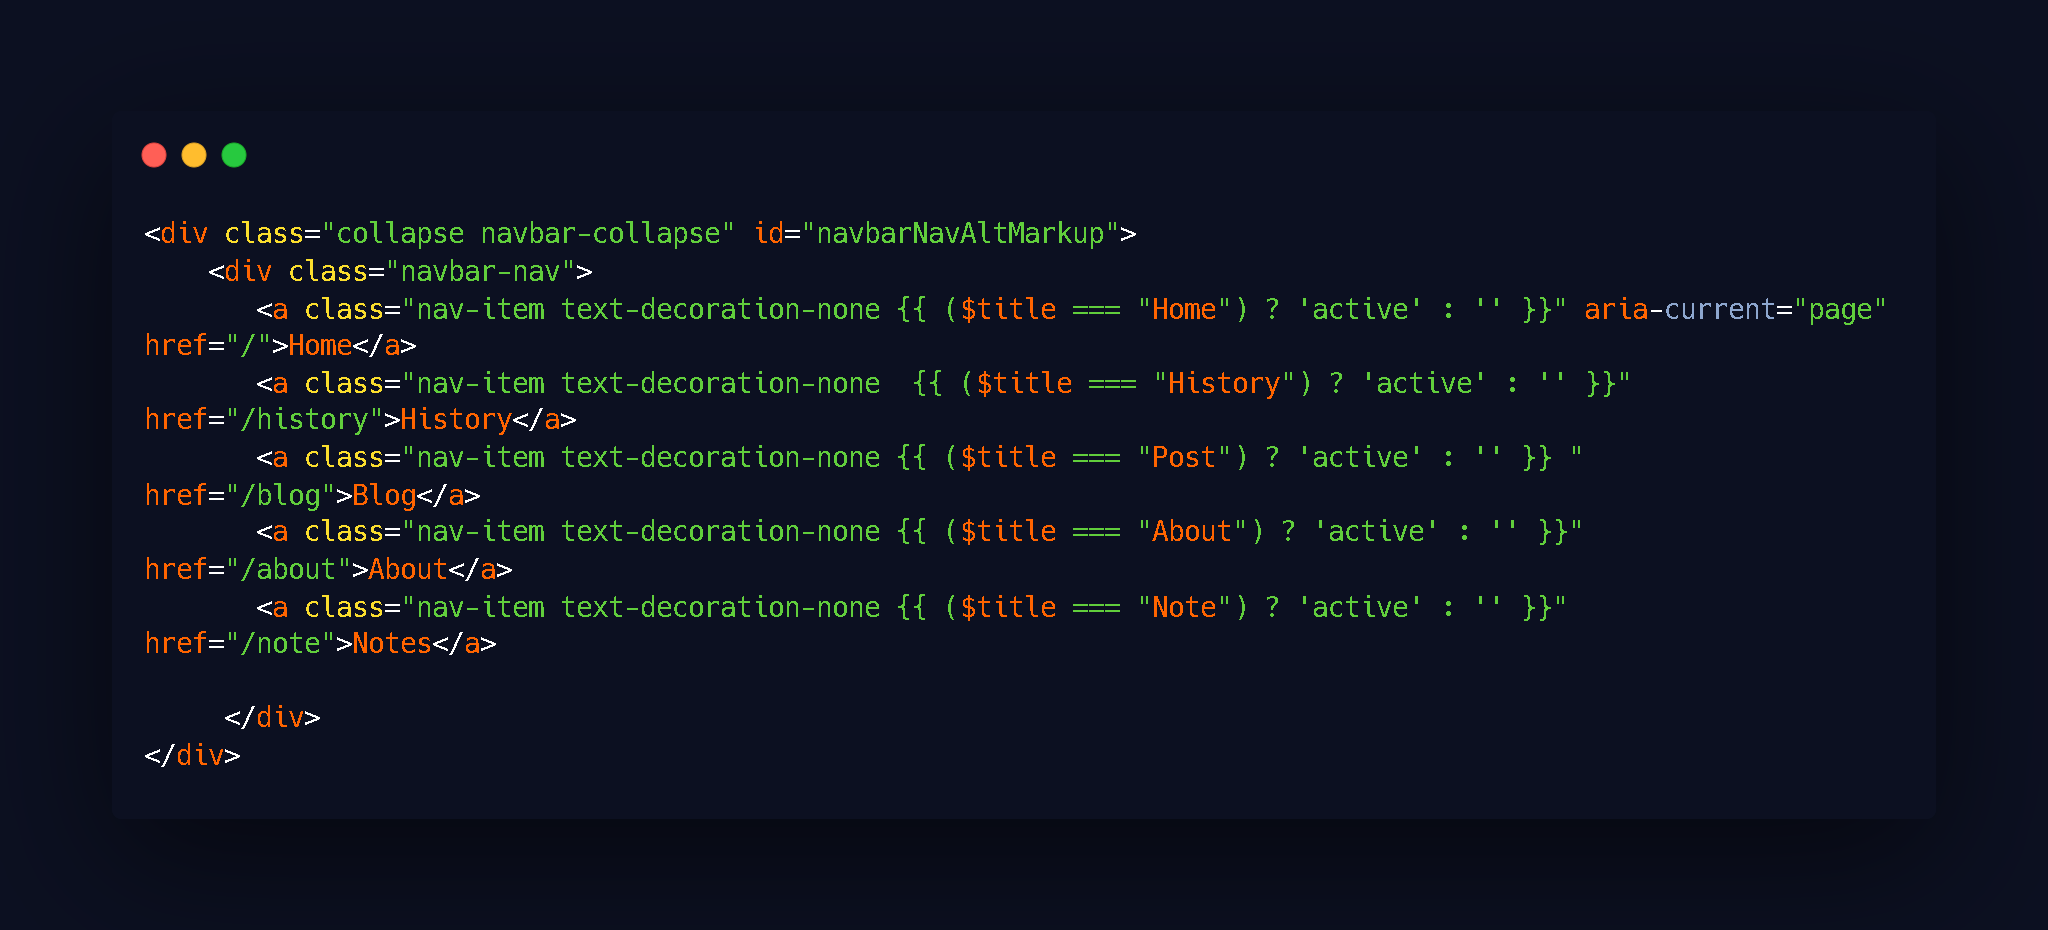 <div class="collapse navbar-collapse" id="navbarNavAltMarkup">
    <div class="navbar-nav">
       <a class="nav-item text-decoration-none {{ ($title === "Home") ? 'active' : '' }}" aria-current="page"
href="/">Home</a>
       <a class="nav-item text-decoration-none  {{ ($title === "History") ? 'active' : '' }}"
href="/history">History</a>
       <a class="nav-item text-decoration-none {{ ($title === "Post") ? 'active' : '' }} "
href="/blog">Blog</a>
       <a class="nav-item text-decoration-none {{ ($title === "About") ? 'active' : '' }}"
href="/about">About</a>
       <a class="nav-item text-decoration-none {{ ($title === "Note") ? 'active' : '' }}"
href="/note">Notes</a>

     </div>
</div>